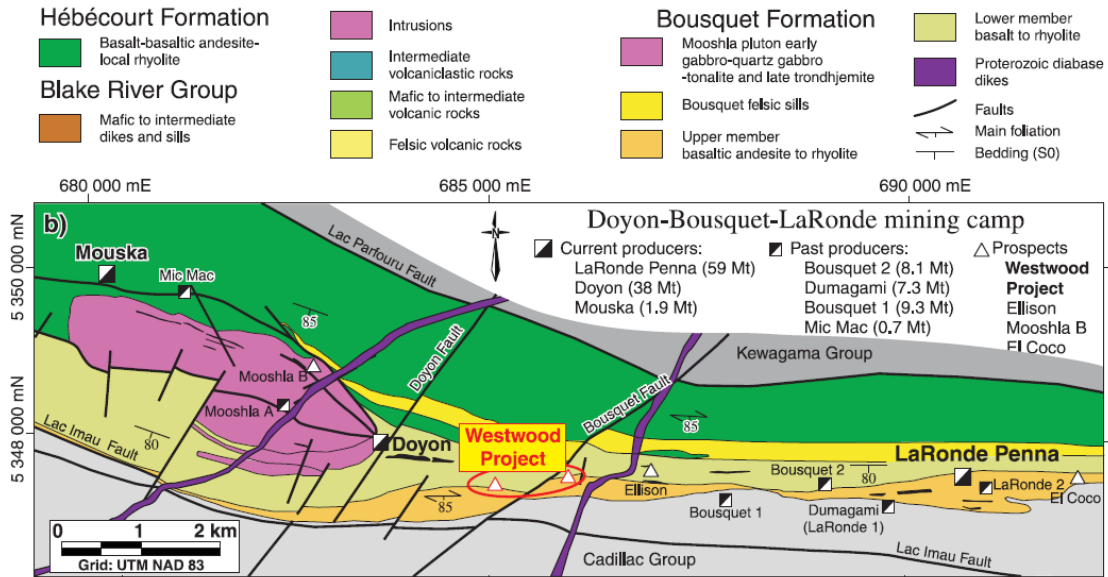 Hébécourt Formation
Basalt-basaltic andesite-
local rhyolite
Blake River Group
Mafic to intermediate
dikes and sills
Intrusions
Intermediate
volcaniclastic rocks
Mafic to intermediate
volcanic rocks
Felsic volcanic rocks
Bousquet Formation
Mooshla pluton early
gabbro-quartz gabbro
-tonalite and late trondhjemite
Bousquet felsic sills
Upper member
basaltic andesite to rhyolite
Lower member
basalt to rhyolite
Proterozoic diabase
dikes
Faults
Main foliation
Bedding (S0)
680 000 mE
685 000 mE
690 000 mE
5 350 000 mN
5 348 000 mN
b)
N
Doyon-Bousquet-LaRonde mining camp
Current producers:
LaRonde Penna (59 Mt)
Doyon (38 Mt)
Mouska (1.9 Mt)
Past producers:
Bousquet 2 (8.1 Mt)
Dumagami (7.3 Mt)
Bousquet 1 (9.3 Mt)
Mic Mac (0.7 Mt)
Prospects
Westwood
Project
Ellison
Mooshla B
El Coco
Mouska
Mic Mac
Lac Parfouru Fault
85
Kewagama Group
Mooshla B
Mooshla A
Doyon Fault
Bousquet Fault
85
Lac Imau Fault
80
Doyon
Westwood
Project
LaRonde Penna
Bousquet 2
80
Ellison
LaRonde 2
El Coco
85
Bousquet 1
Dumagami
(LaRonde 1)
Cadillac Group
Lac Imau Fault
0 1 2 km
Grid: UTM NAD 83